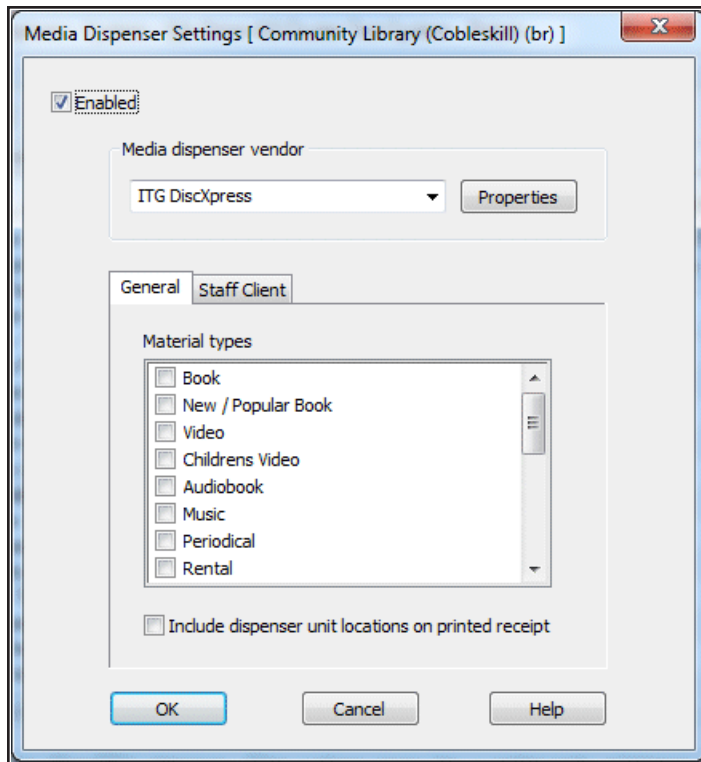 Media Dispenser Settings [ Community Library (Cobleskill) (br) ]
Enabled
Media dispenser vendor
ITG DiscXpress
Properties
General
Staff Client
Material types
Book
New / Popular Book
Video
Childrens Video
Audiobook
Music
Periodical
Rental
Include dispenser unit locations on printed receipt
OK
Cancel
Help